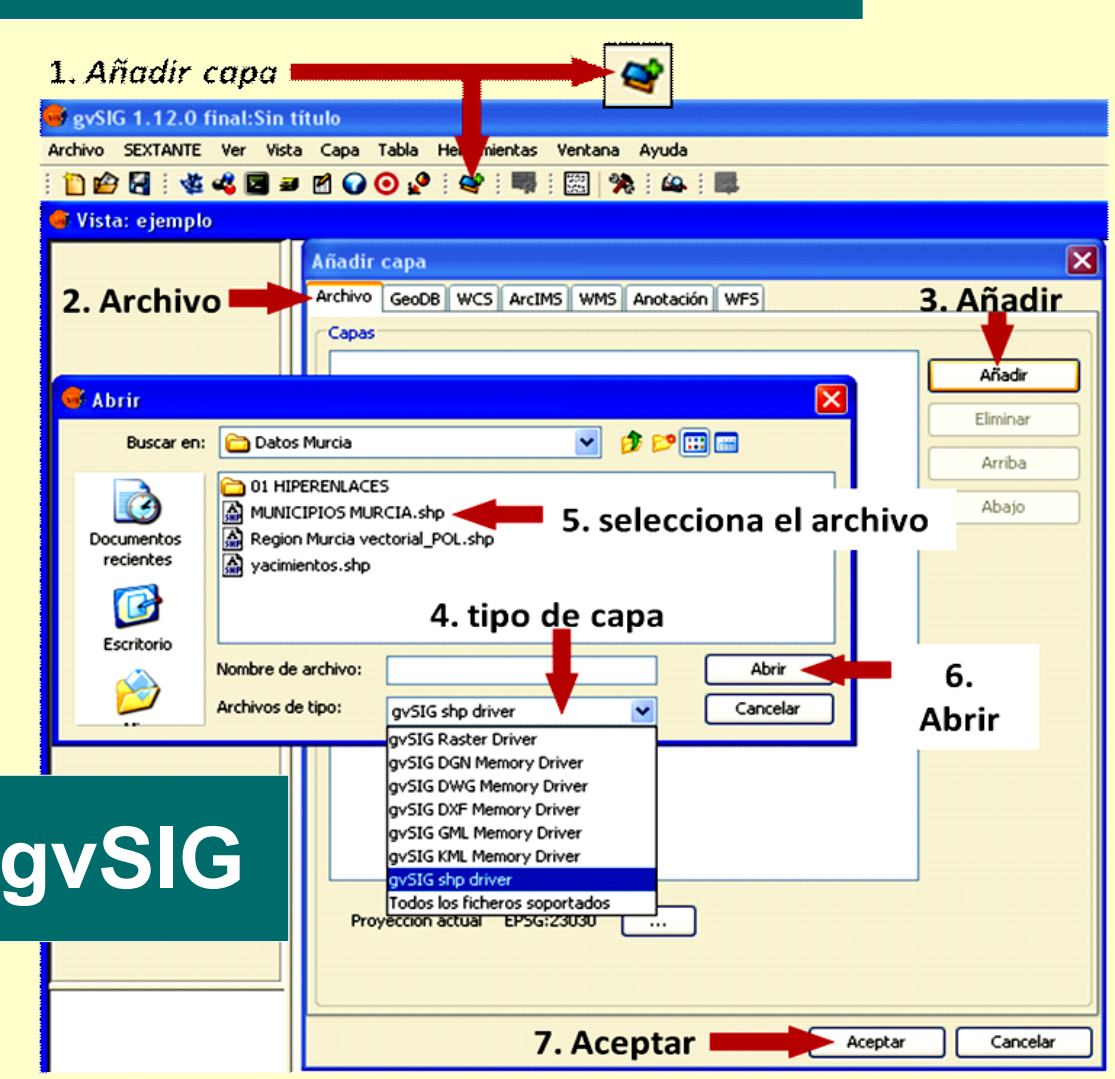 1. Añadir capa
gvSIG 1.12.0 final:Sin título
Archivo SEXTANTE Ver Vista Capa Tabla Herramientas Ventana Ayuda
Vista: ejemplo
Añadir capa
2. Archivo
Archivo GeoDB WCS ArcIMS WMS Anotación WFS
3. Añadir
Capas
Añadir
Eliminar
Arriba
Abajo
Abrir
Buscar en: Datos Murcia
01 HIPERENLACES
MUNICIPIOS MURCIA.shp
5. selecciona el archivo
Region Murcia vectorial_POL.shp
yacimientos.shp
Documentos recientes
Escritorio
4. tipo de capa
Nombre de archivo:
Abrir
6. Abrir
Archivos de tipo: gvSIG shp driver
Cancelar
gvSIG Raster Driver
gvSIG DGN Memory Driver
gvSIG DWG Memory Driver
gvSIG DXF Memory Driver
gvSIG GML Memory Driver
gvSIG KML Memory Driver
gvSIG shp driver
Todos los ficheros soportados
gvSIG
Proyección actual EPSG:23030 ...
7. Aceptar
Aceptar
Cancelar